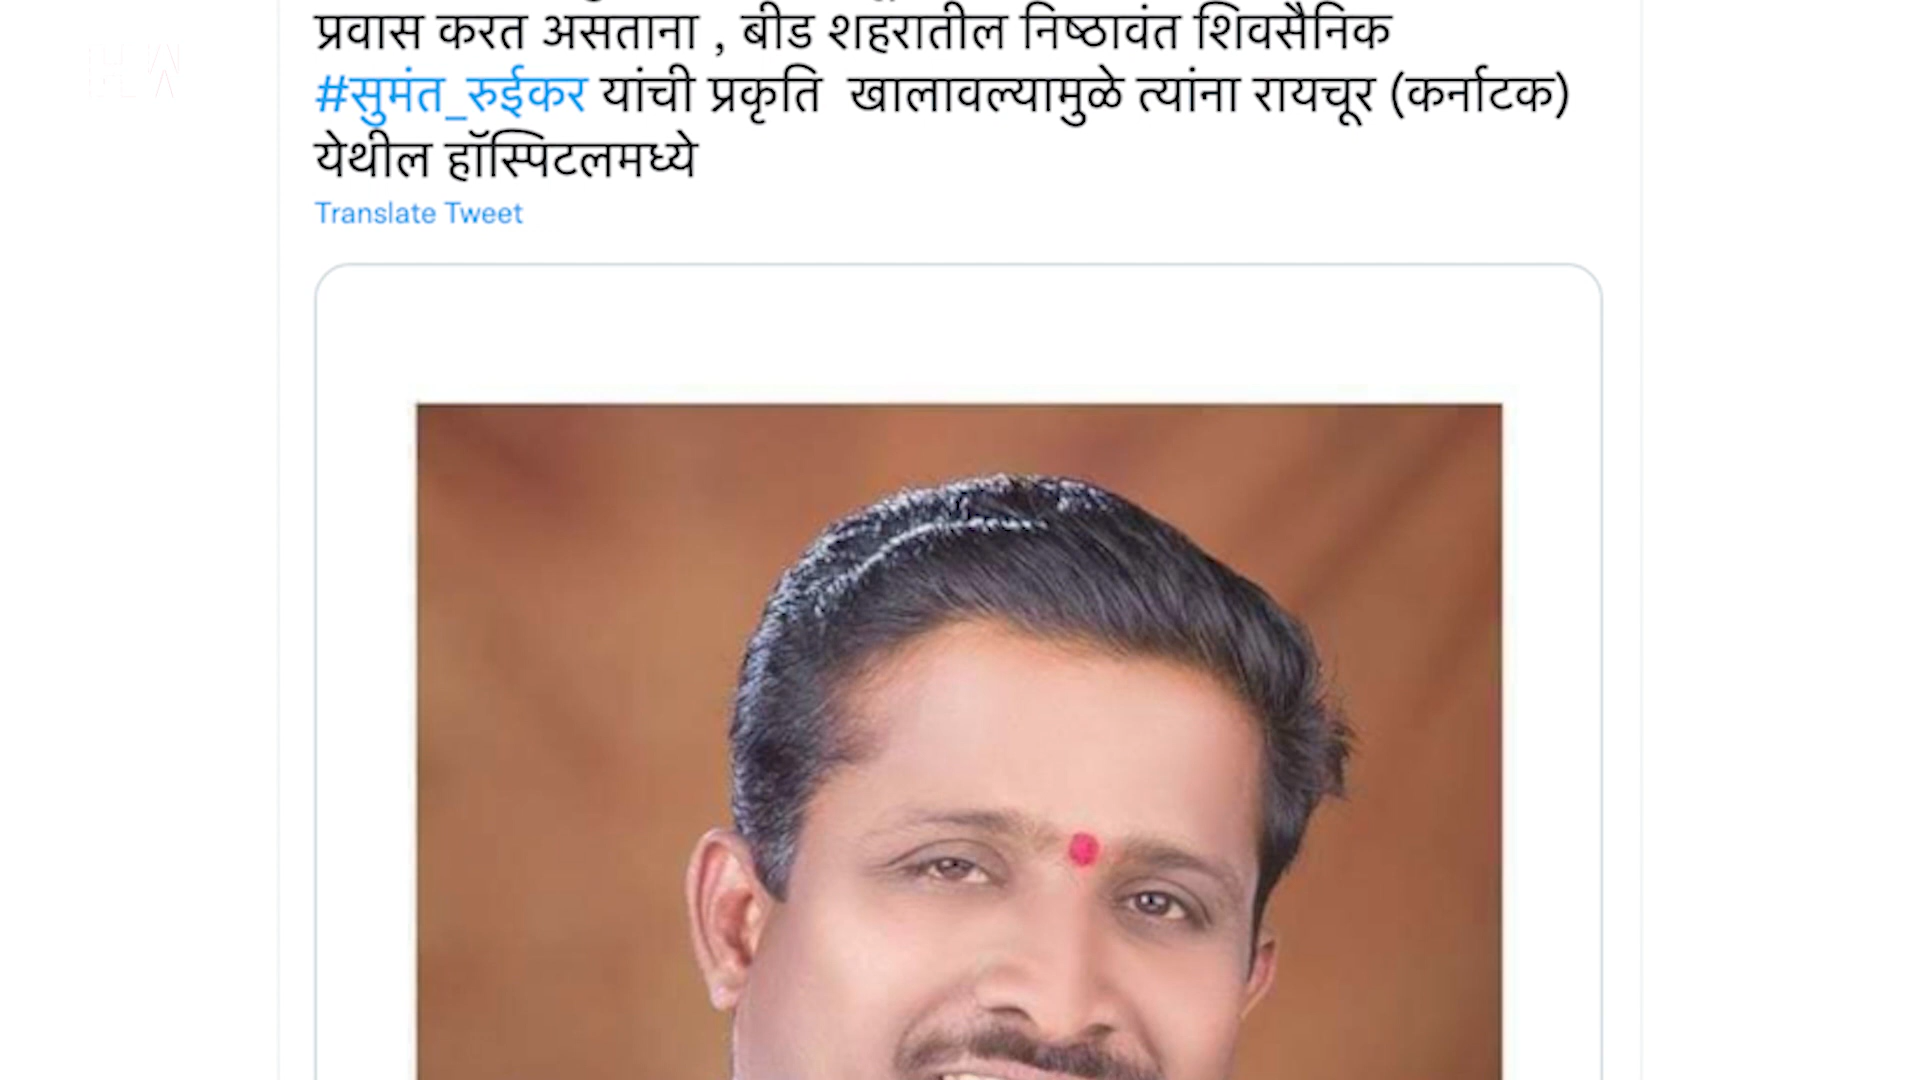 प्रवास करत असताना , बीड शहरातील निष्ठावंत शिवसैनिक
#सुमंत_रुईकर यांची प्रकृति खालावल्यामुळे त्यांना रायचूर (कर्नाटक)
येथील हॉस्पिटलमध्ये
Translate Tweet